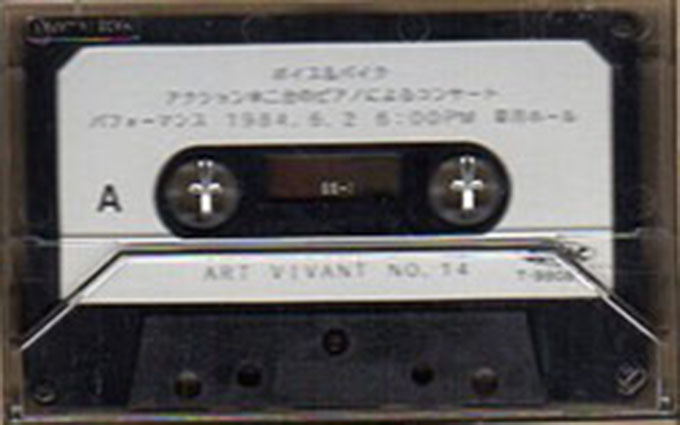 ボイス&パイク
アクション★二台のピアノによるコンサート
パフォーマンス 1984.6.2 6:00PM 草月ホール
A
ART VIVANT NO.14